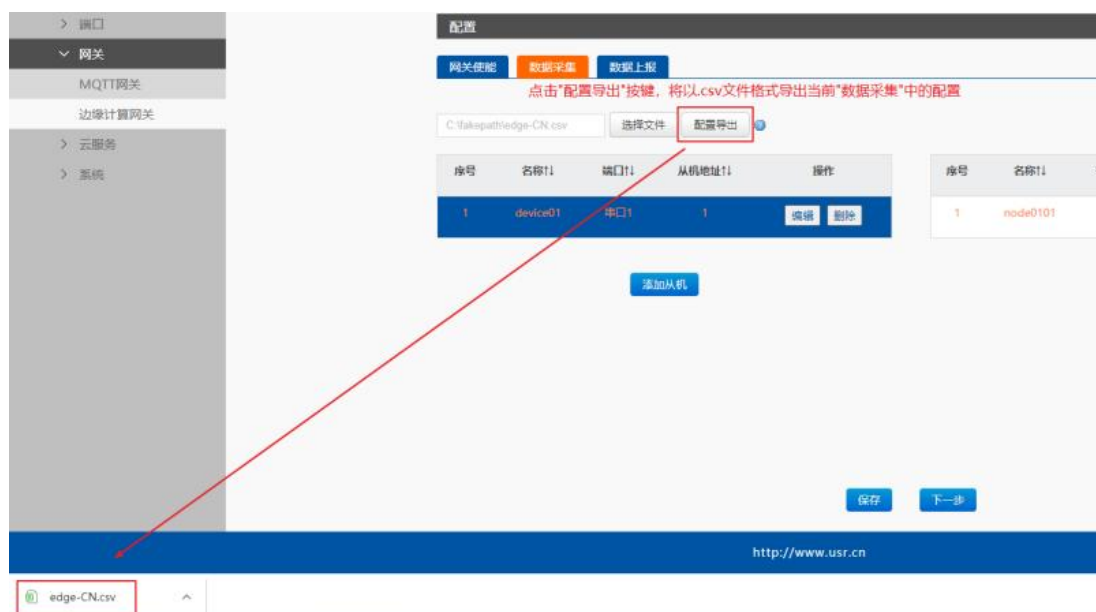 端口
配置
网关
网关使能 数据采集 数据上报
MQTT网关
点击"配置导出"按键，将以.csv文件格式导出当前"数据采集"中的配置
边缘计算网关
C:\fakepath\edge-CN.csv 选择文件 配置导出
云服务
系统
序号 名称↑↓ 端口↑↓ 从机地址↑↓ 操作 序号 名称↑↓
1 device01 串口1 1 编辑 删除 1 node0101
添加从机
保存 下一步
http://www.usr.cn
edge-CN.csv